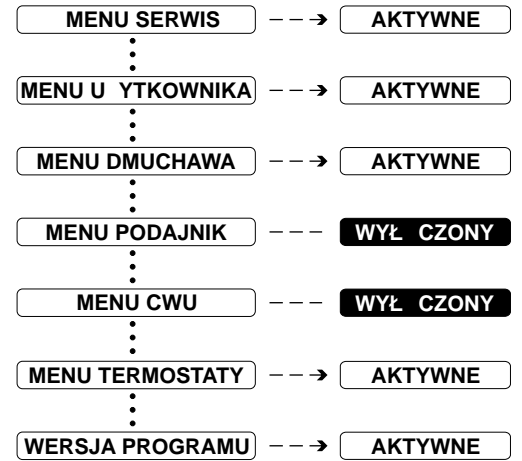 MENU SERWIS AKTYWNE
MENU U YTKOWNIKA AKTYWNE
MENU DMUCHAWA AKTYWNE
MENU PODAJNIK WYŁ CZONY
MENU CWU WYŁ CZONY
MENU TERMOSTATY AKTYWNE
WERSJA PROGRAMU AKTYWNE